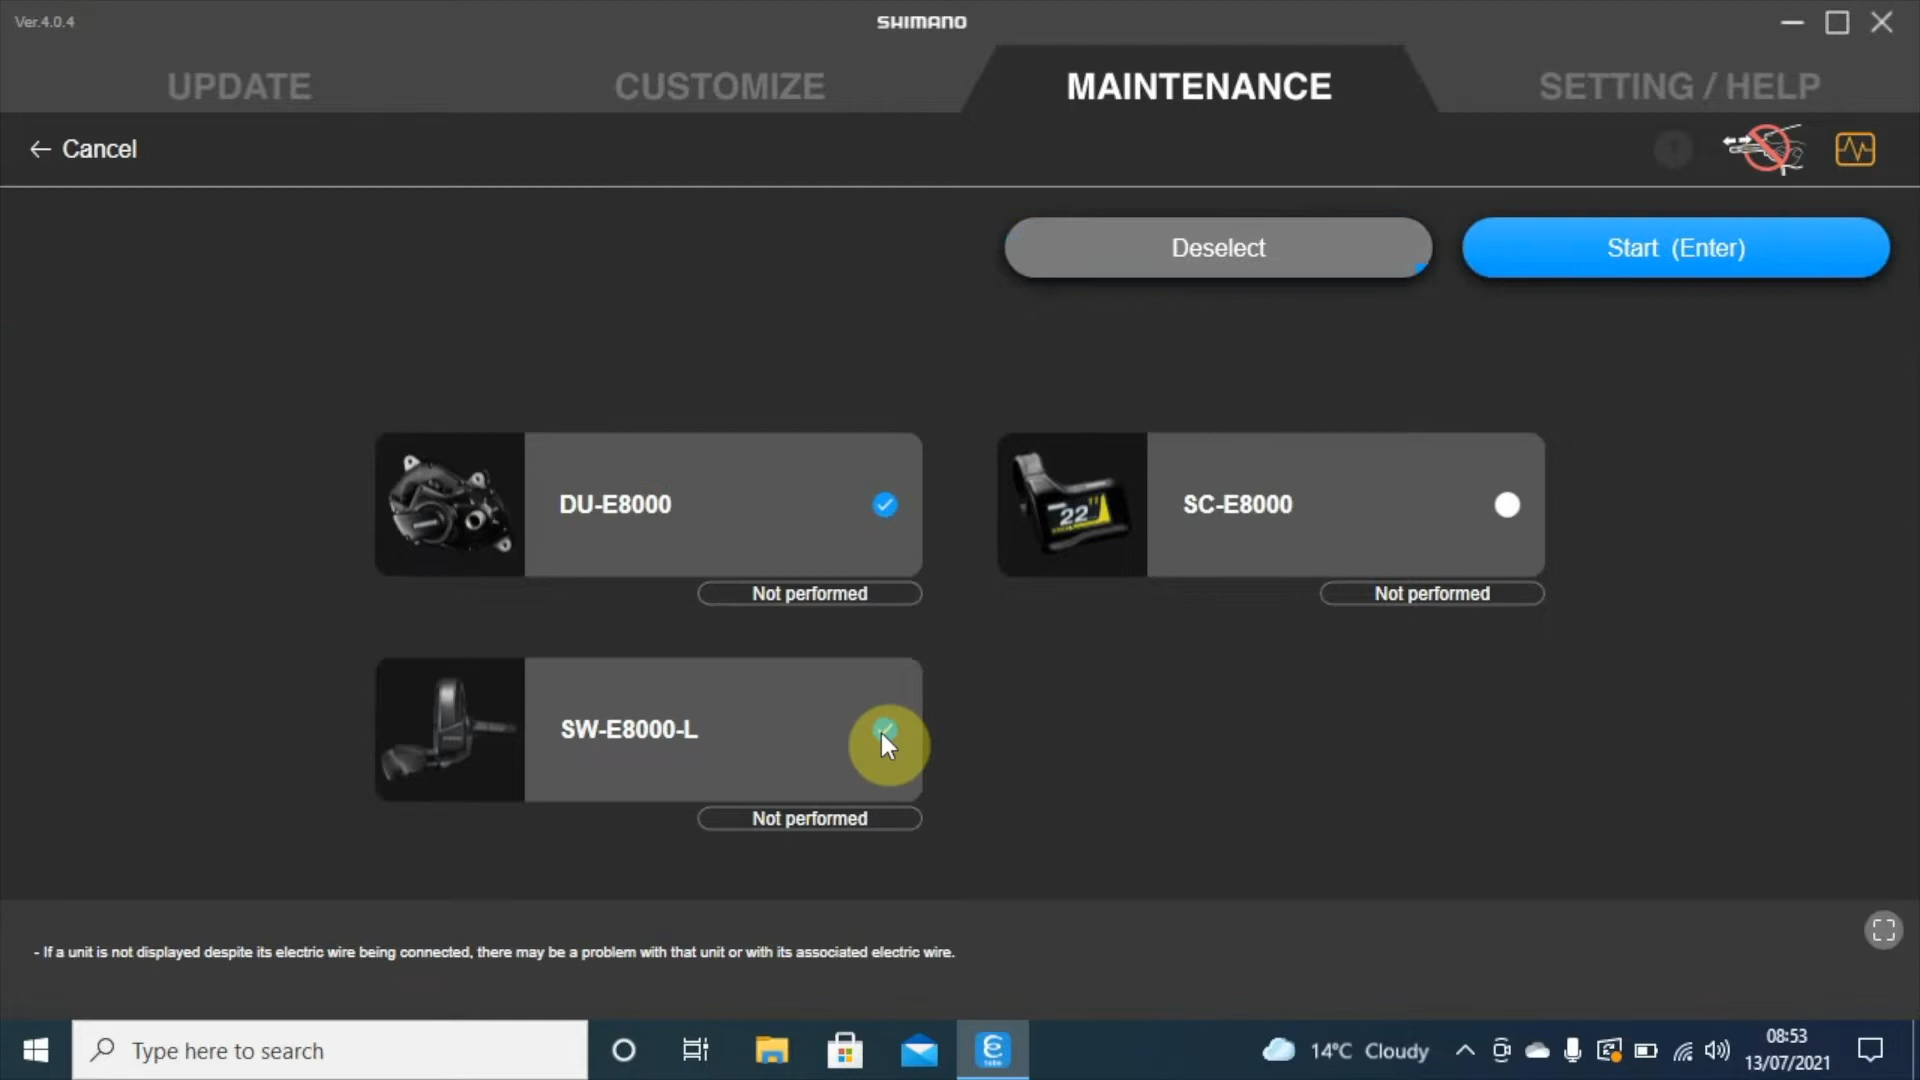 Ver.4.0.4
SHIMANO
UPDATE
CUSTOMIZE
MAINTENANCE
SETTING / HELP
← Cancel
Deselect
Start (Enter)
DU-E8000
Not performed
SC-E8000
22
Not performed
SW-E8000-L
Not performed
- If a unit is not displayed despite its electric wire being connected, there may be a problem with that unit or with its associated electric wire.
Type here to search
14°C Cloudy
08:53
13/07/2021